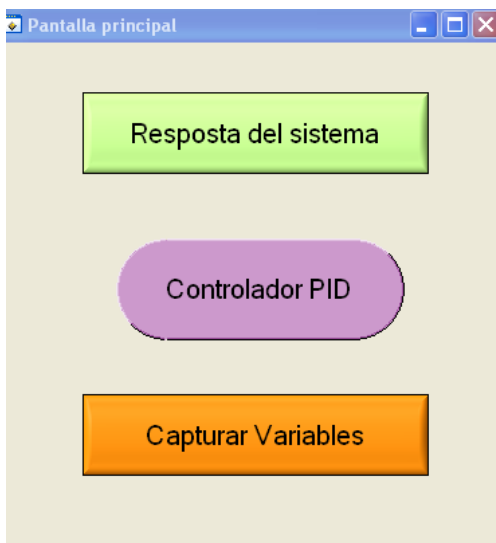 Pantalla principal
Resposta del sistema
Controlador PID
Capturar Variables